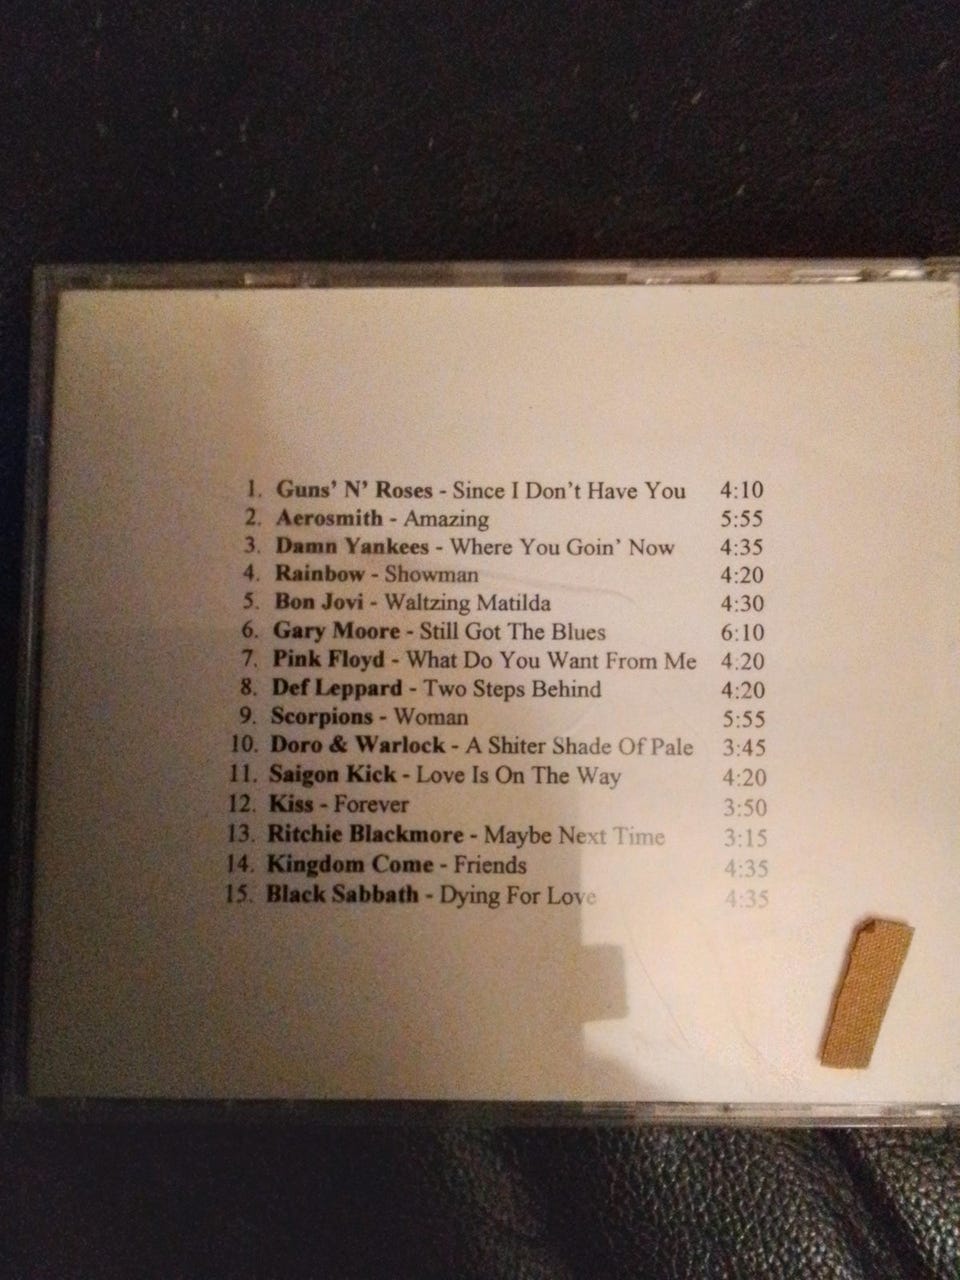 1. Guns' N' Roses - Since I Don't Have You 4:10
2. Aerosmith - Amazing 5:55
3. Damn Yankees - Where You Goin' Now 4:35
4. Rainbow - Showman 4:20
5. Bon Jovi - Waltzing Matilda 4:30
6. Gary Moore - Still Got The Blues 6:10
7. Pink Floyd - What Do You Want From Me 4:20
8. Def Leppard - Two Steps Behind 4:20
9. Scorpions - Woman 5:55
10. Doro & Warlock - A Shiter Shade Of Pale 3:45
11. Saigon Kick - Love Is On The Way 4:20
12. Kiss - Forever 3:50
13. Ritchie Blackmore - Maybe Next Time 3:15
14. Kingdom Come - Friends 4:35
15. Black Sabbath - Dying For Love 4:35